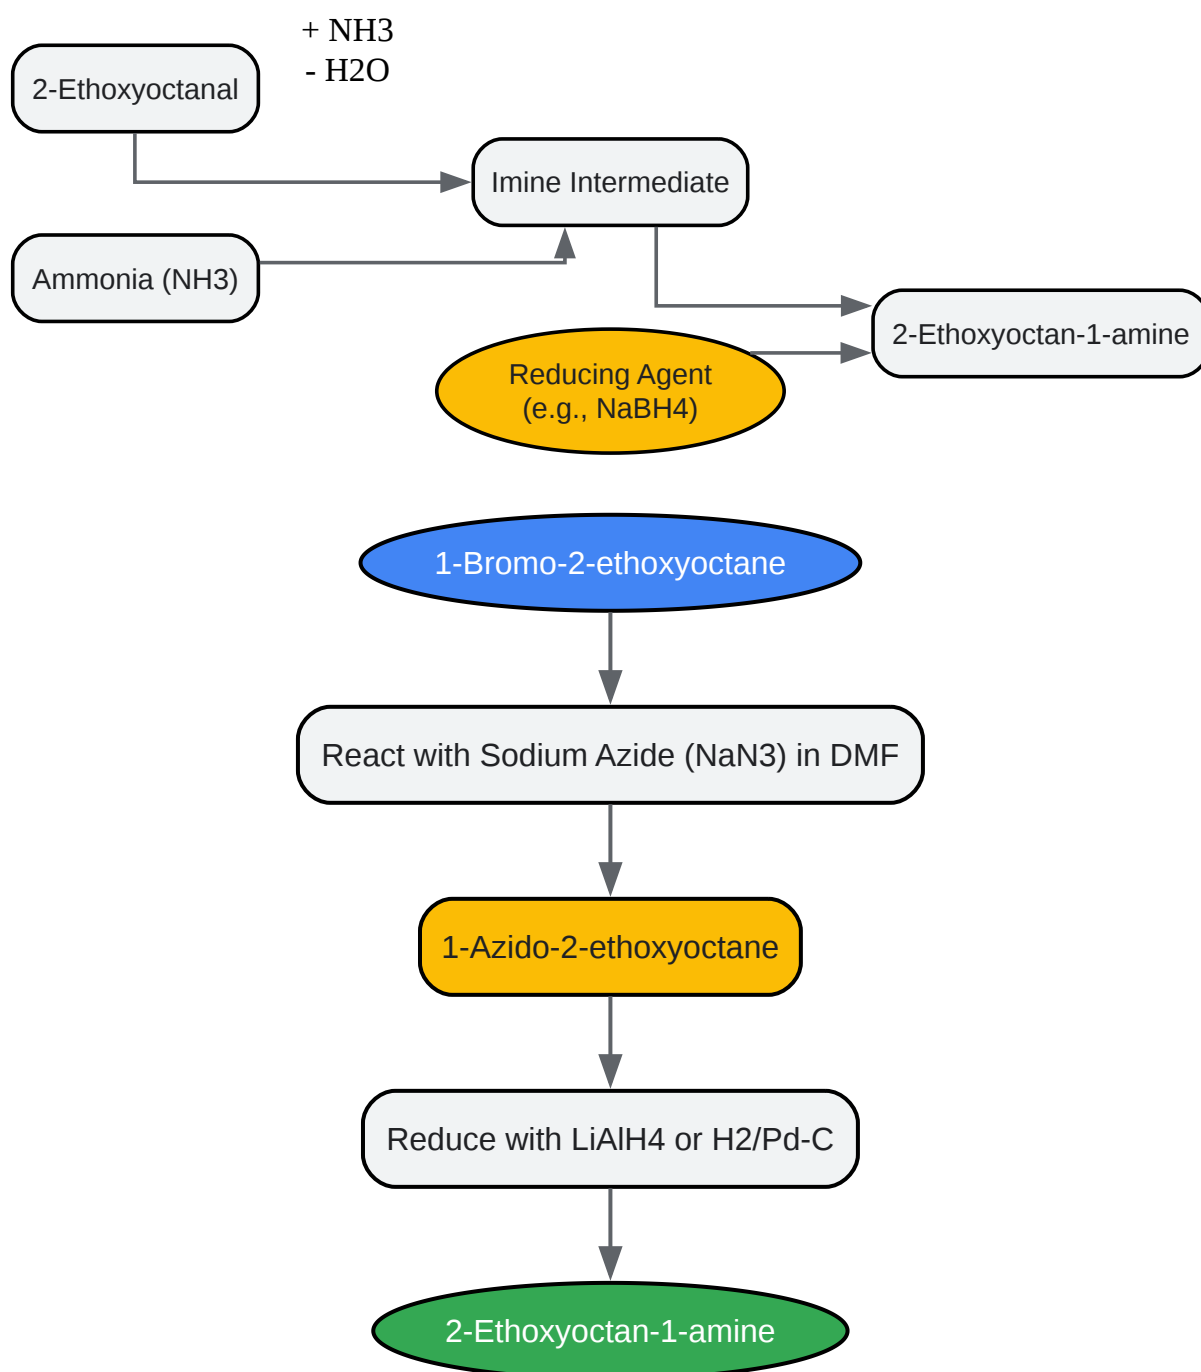 + NH3
- H2O
2-Ethoxyoctanal
Imine Intermediate
Ammonia (NH3)
2-Ethoxyoctan-1-amine
Reducing Agent
(e.g., NaBH4)
1-Bromo-2-ethoxyoctane
React with Sodium Azide (NaN3) in DMF
1-Azido-2-ethoxyoctane
Reduce with LiAlH4 or H2/Pd-C
2-Ethoxyoctan-1-amine